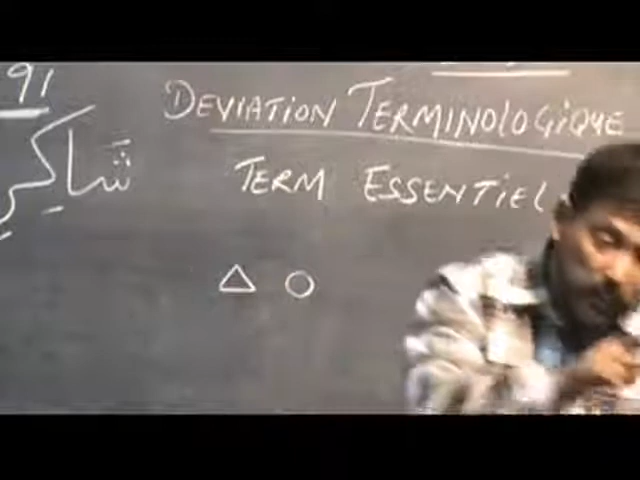 91
DEVIATION TERMINOLOGIQUE
شاكر
TERM ESSENTIEL